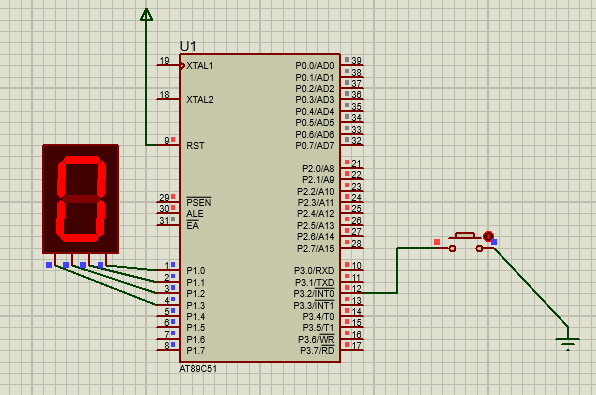 U1
19 XTAL1
18 XTAL2
9 RST
29 PSEN
30 ALE
31 EA
1 P1.0
2 P1.1
3 P1.2
4 P1.3
5 P1.4
6 P1.5
7 P1.6
8 P1.7
P0.0/AD0 39
P0.1/AD1 38
P0.2/AD2 37
P0.3/AD3 36
P0.4/AD4 35
P0.5/AD5 34
P0.6/AD6 33
P0.7/AD7 32
P2.0/A8 21
P2.1/A9 22
P2.2/A10 23
P2.3/A11 24
P2.4/A12 25
P2.5/A13 26
P2.6/A14 27
P2.7/A15 28
P3.0/RXD 10
P3.1/TXD 11
P3.2/INT0 12
P3.3/INT1 13
P3.4/T0 14
P3.5/T1 15
P3.6/WR 16
P3.7/RD 17
AT89C51
0